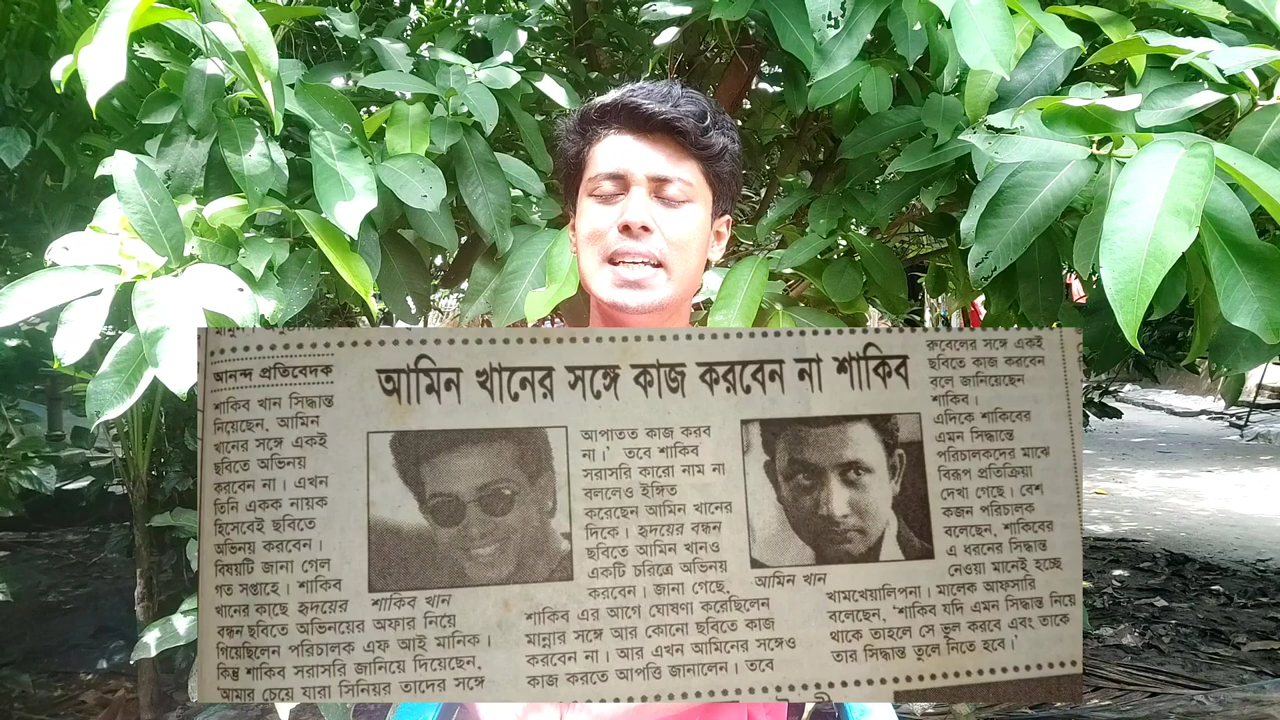 আমিন খানের সঙ্গে কাজ করবেন না শাকিব
আনন্দ প্রতিবেদক
শাকিব খান সিদ্ধান্ত
নিয়েছেন, আমিন
খানের সঙ্গে একই
ছবিতে অভিনয়
করবেন না। এখন
তিনি একক নায়ক
হিসেবেই ছবিতে
অভিনয় করবেন।
বিষয়টি জানা গেল
গত সপ্তাহে। শাকিব
খানের কাছে হৃদয়ের
বন্ধন ছবিতে অভিনয়ের অফার নিয়ে
গিয়েছিলেন পরিচালক এফ আই মানিক।
কিন্তু শাকিব সরাসরি জানিয়ে দিয়েছেন,
'আমার চেয়ে যারা সিনিয়র তাদের সঙ্গে
শাকিব খান
আপাতত কাজ করব
না।' তবে শাকিব
সরাসরি কারো নাম না
বললেও ইঙ্গিত
করেছেন আমিন খানের
দিকে। হৃদয়ের বন্ধন
ছবিতে আমিন খানও
একটি চরিত্রে অভিনয়
করবেন। জানা গেছে,
শাকিব এর আগে ঘোষণা করেছিলেন
মান্নার সঙ্গে আর কোনো ছবিতে কাজ
করবেন না। আর এখন আমিনের সঙ্গেও
কাজ করতে আপত্তি জানালেন। তবে
আমিন খান
রুবেলের সঙ্গে একই
ছবিতে কাজ করবেন
বলে জানিয়েছেন
শাকিব।
এদিকে শাকিবের
এমন সিদ্ধান্তে
পরিচালকদের মাঝে
বিরূপ প্রতিক্রিয়া
দেখা গেছে। বেশ
কজন পরিচালক
বলেছেন, শাকিবের
এ ধরনের সিদ্ধান্ত
নেওয়া মানেই হচ্ছে
খামখেয়ালিপনা। মালেক আফসারি
বলেছেন, 'শাকিব যদি এমন সিদ্ধান্ত নিয়ে
থাকে তাহলে সে ভুল করবে এবং তাকে
তার সিদ্ধান্ত তুলে নিতে হবে।'